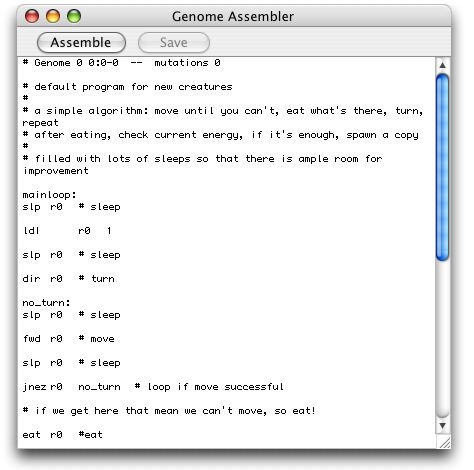 Genome Assembler
Assemble Save
# Genome 0 0:0-0 -- mutations 0
# default program for new creatures
#
# a simple algorithm: move until you can't, eat what's there, turn,
repeat
# after eating, check current energy, if it's enough, spawn a copy
#
# filled with lots of sleeps so that there is ample room for
improvement
mainloop:
slp r0 # sleep
ldl r0 1
slp r0 # sleep
dir r0 # turn
no_turn:
slp r0 # sleep
fwd r0 # move
slp r0 # sleep
jnez r0 no_turn # loop if move successful
# if we get here that mean we can't move, so eat!
eat r0 #eat